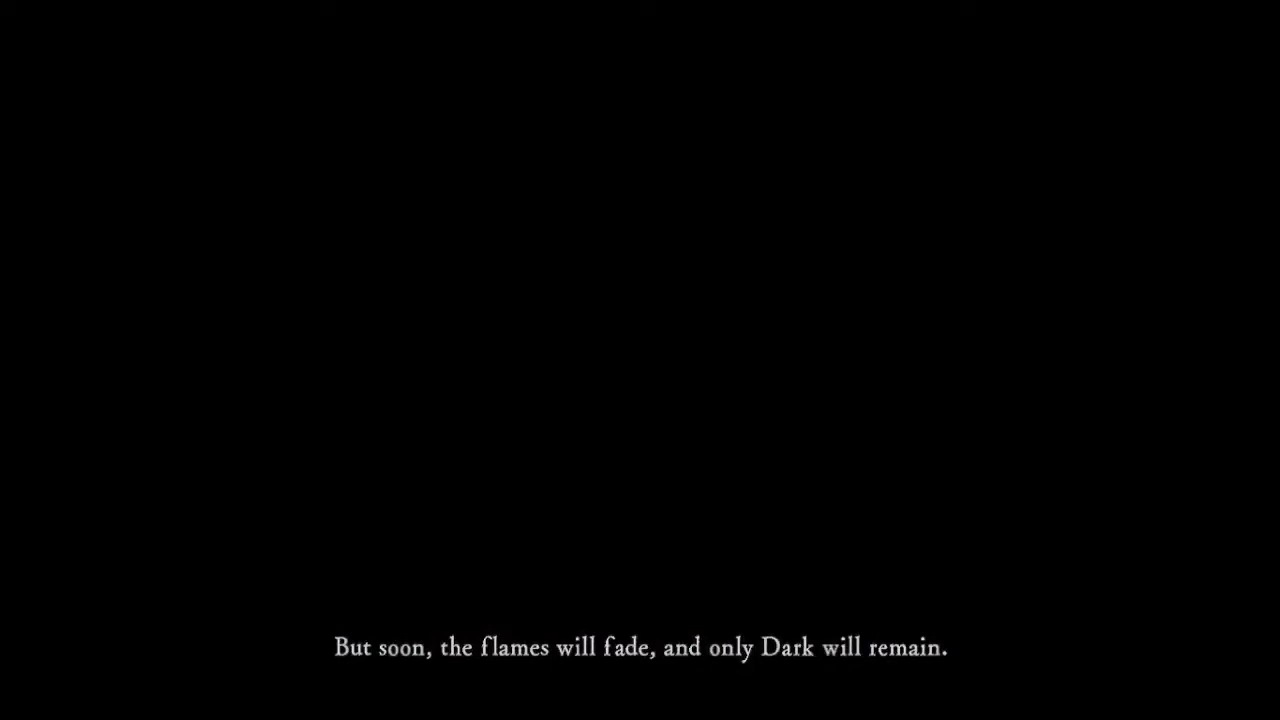 But soon, the flames will fade, and only Dark will remain.